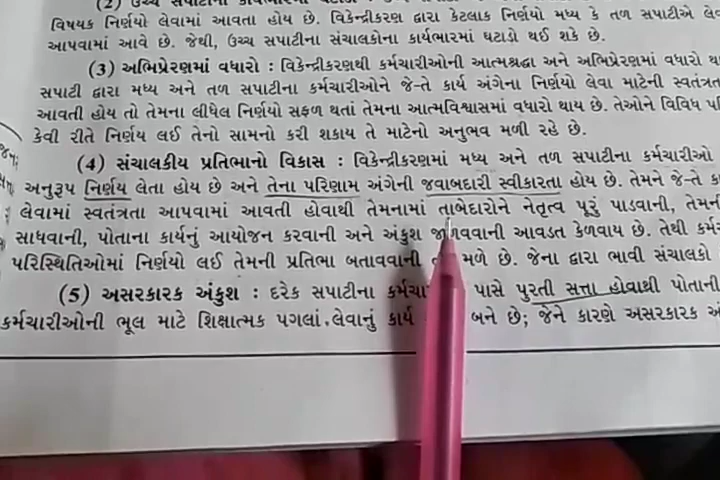 (2) ઉચ્ચ સપાટીના કાર્યભારમાં ઘટાડો :
વિષયક નિર્ણયો લેવામાં આવતા હોય છે. વિકેન્દ્રીકરણ દ્વારા કેટલાક નિર્ણયો મધ્ય કે તળ સપાટીએ
આપવામાં આવે છે. જેથી, ઉચ્ચ સપાટીના સંચાલકોના કાર્યભારમાં ઘટાડો થઈ શકે છે.
(3) અભિપ્રેરણમાં વધારો : વિકેન્દ્રીકરણથી કર્મચારીઓની આત્મશ્રદ્ધા અને અભિપ્રેરણમાં વધારો
સપાટી દ્વારા મધ્ય અને તળ સપાટીના કર્મચારીઓને જે-તે કાર્ય અંગેના નિર્ણયો લેવા માટેની સ્વતંત્રત
આવતી હોય તો તેમના લીધેલ નિર્ણયો સફળ થતાં તેમના આત્મવિશ્વાસમાં વધારો થાય છે. તેઓને વિવિધ
કેવી રીતે નિર્ણય લઈ તેનો સામનો કરી શકાય તે માટેનો અનુભવ મળી રહે છે.
(4) સંચાલકીય પ્રતિભાનો વિકાસ : વિકેન્દ્રીકરણમાં મધ્ય અને તળ સપાટીના કર્મચારીઓ
અનુરૂપ નિર્ણય લેતા હોય છે અને તેના પરિણામ અંગેની જવાબદારી સ્વીકારતા હોય છે. તેમને જે-તે
લેવામાં સ્વતંત્રતા આપવામાં આવતી હોવાથી તેમનામાં તાબેદારોને નેતૃત્વ પૂરું પાડવાની, તેમની
સાધવાની, પોતાના કાર્યનું આયોજન કરવાની અને અંકુશ જાળવવાની આવડત કેળવાય છે. તેથી
પરિસ્થિતિઓમાં નિર્ણયો લઈ તેમની પ્રતિભા બતાવવાની મળે છે. જેના દ્વારા ભાવી સંચાલકો
(5) અસરકારક અંકુશ : દરેક સપાટીના પાસે પુરતી સત્તા હોવાથી પોતાની
કર્મચારીઓની ભૂલ માટે શિક્ષાત્મક પગલાં લેવાનું કાર્ય બને છે; જેને કારણે અસરકારક